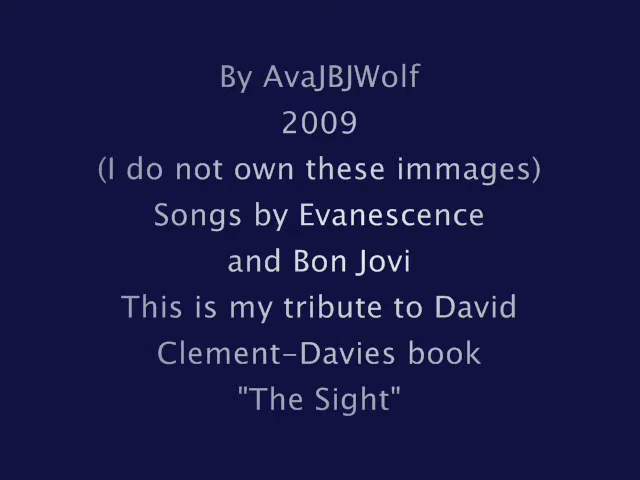 By AvaJBJWolf
2009
(I do not own these immages)
Songs by Evanescence
and Bon Jovi
This is my tribute to David
Clement-Davies book
"The Sight"